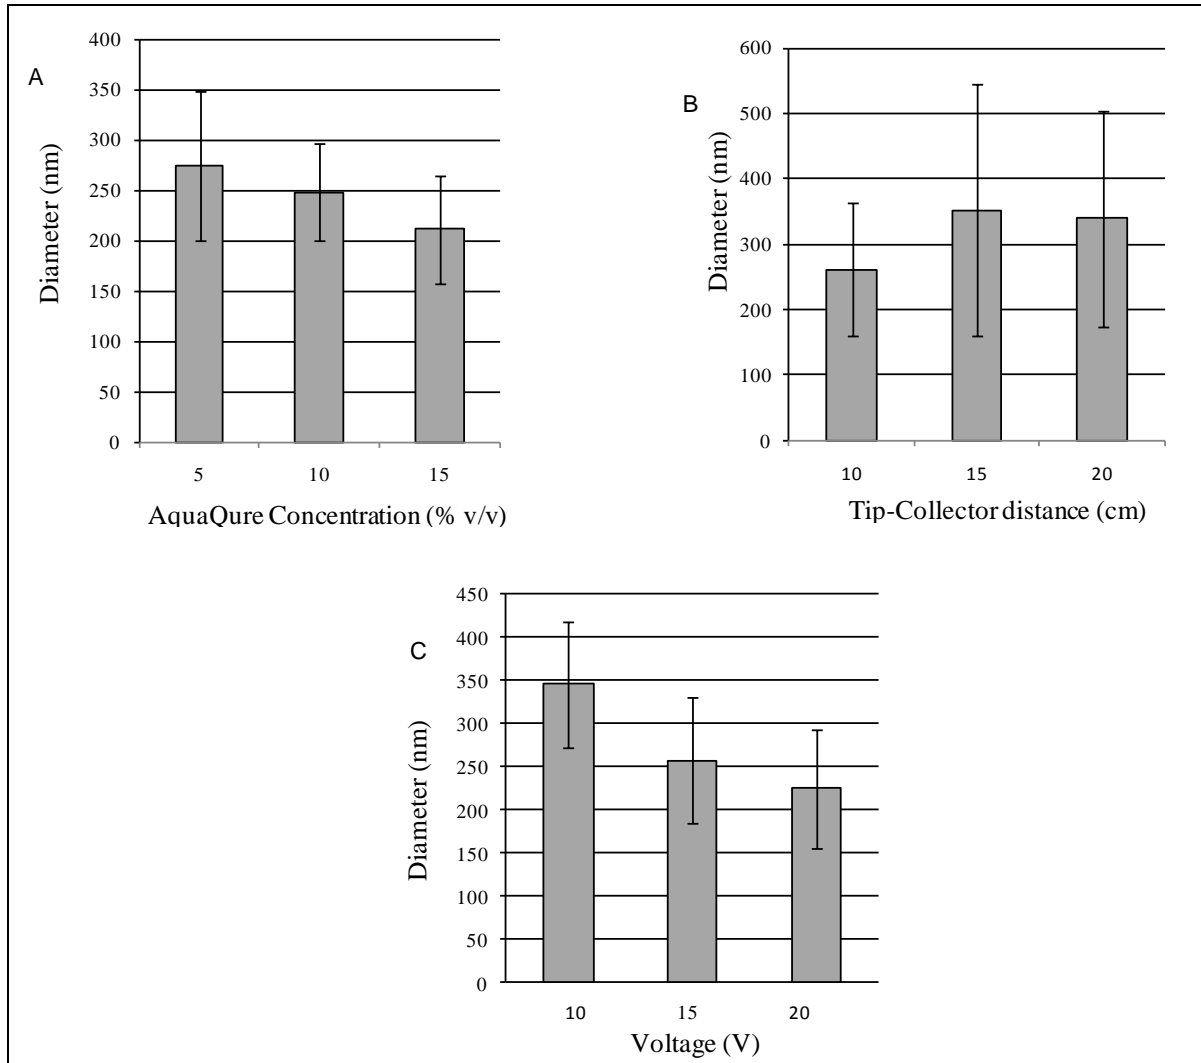 A
400
350
300
250
200
150
100
50
0
Diameter (nm)
5 10 15
AquaQure Concentration (% v/v)
B
600
500
400
300
200
100
0
Diameter (nm)
10 15 20
Tip-Collector distance (cm)
C
450
400
350
300
250
200
150
100
50
0
Diameter (nm)
10 15 20
Voltage (V)